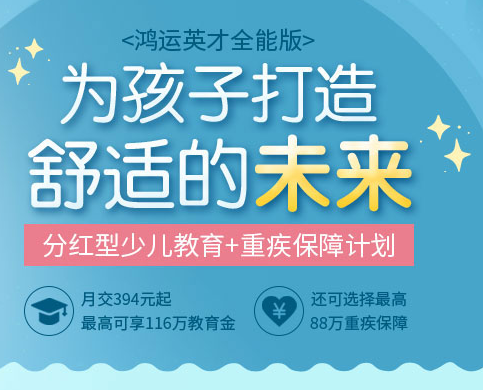 <鸿运英才全能版>
为孩子打造
舒适的未来
分红型少儿教育+重疾保障计划
月交394元起
最高可享116万教育金
还可选择最高
88万重疾保障